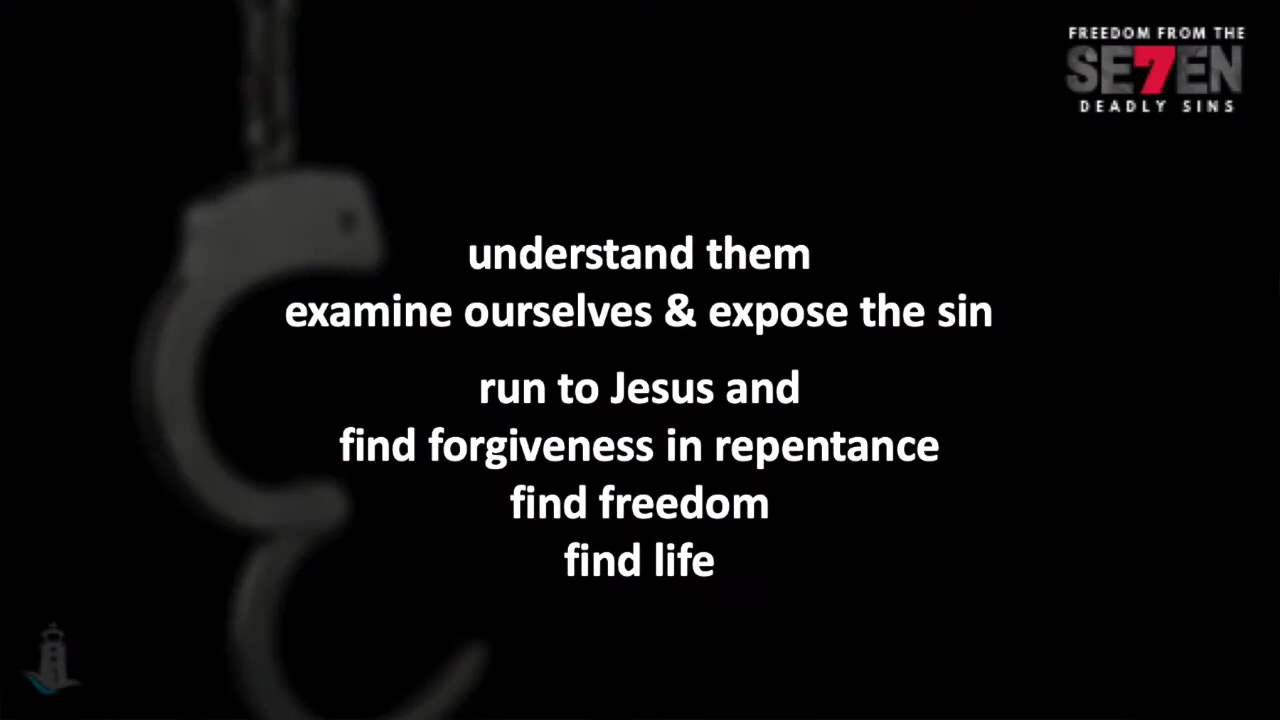 FREEDOM FROM THE
SE7EN
DEADLY SINS
understand them
examine ourselves & expose the sin
run to Jesus and
find forgiveness in repentance
find freedom
find life